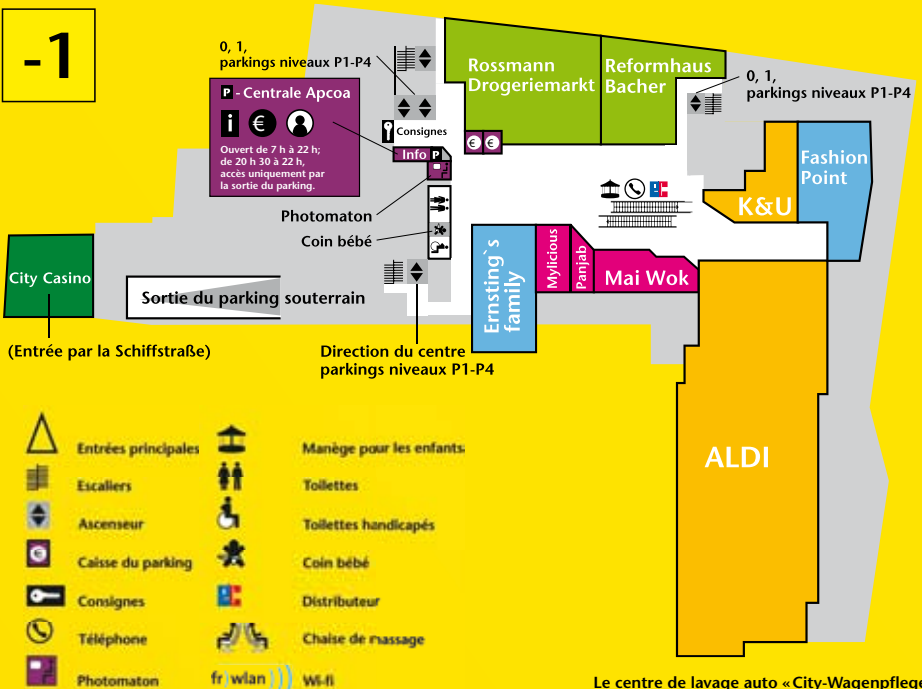 -1
0, 1,
parkings niveaux P1-P4
P - Centrale Apcoa
i €
Ouvert de 7 h à 22 h;
de 20 h 30 à 22 h,
accès uniquement par
la sortie du parking.
Consignes
Info P
Photomaton
Coin bébé
Rossmann
Drogeriemarkt
Reformhaus
Bacher
€ €
0, 1,
parkings niveaux P1-P4
K&U
Fashion
Point
City Casino
(Entrée par la Schiffstraße)
Sortie du parking souterrain
Direction du centre
parkings niveaux P1-P4
Ernsting`s
family
Mylicious
Panjab
Mai Wok
ALDI
Entrées principales
Escaliers
Ascenseur
€
Caisse du parking
Consignes
Téléphone
Photomaton
Manège pour les enfants
Toilettes
Toilettes handicapés
Coin bébé
Distributeur
Chaise de massage
fr)wlan)))
Wi-fi
Le centre de lavage auto «City-Wagenpflege